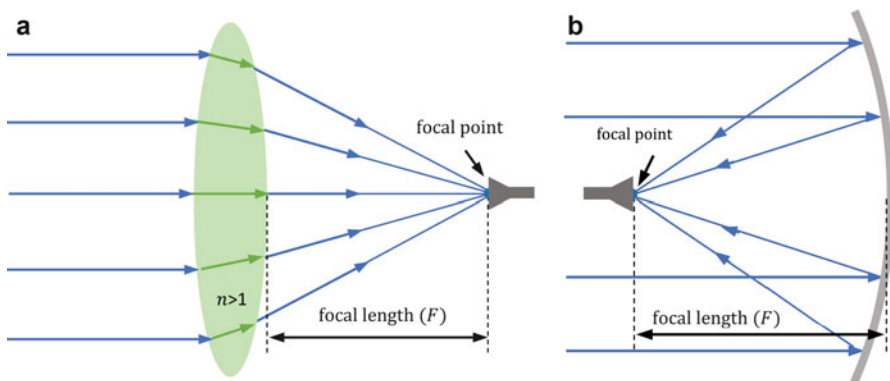 a
focal point
n>1
focal length (F)
b
focal point
focal length (F)